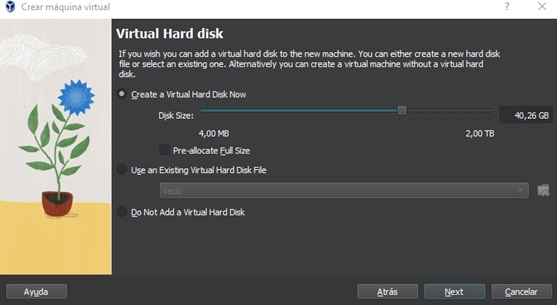 Crear máquina virtual
Virtual Hard disk
If you wish you can add a virtual hard disk to the new machine. You can either create a new hard disk
file or select an existing one. Alternatively you can create a virtual machine without a virtual hard
disk.
Create a Virtual Hard Disk Now
Disk Size:
40,26 GB
4,00 MB
2,00 TB
Pre-allocate Full Size
Use an Existing Virtual Hard Disk File
Vacío
Do Not Add a Virtual Hard Disk
Ayuda
Atrás
Next
Cancelar